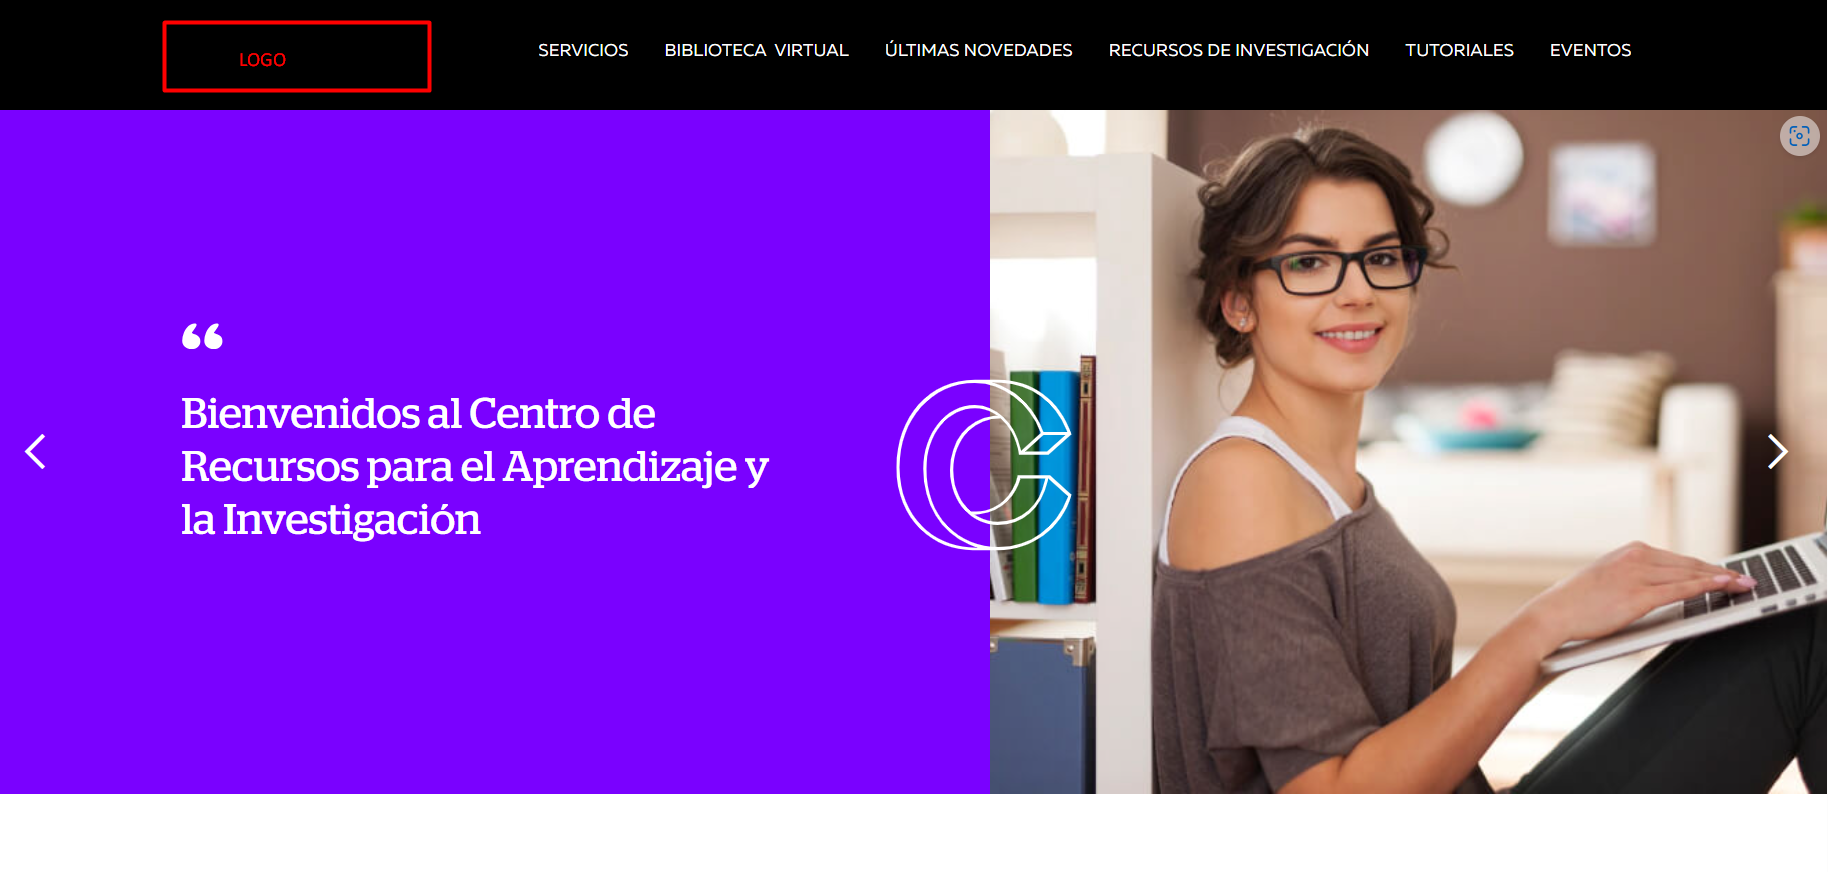 LOGO
SERVICIOS BIBLIOTECA VIRTUAL ÚLTIMAS NOVEDADES RECURSOS DE INVESTIGACIÓN TUTORIALES EVENTOS
“
Bienvenidos al Centro de
Recursos para el Aprendizaje y
la Investigación
C